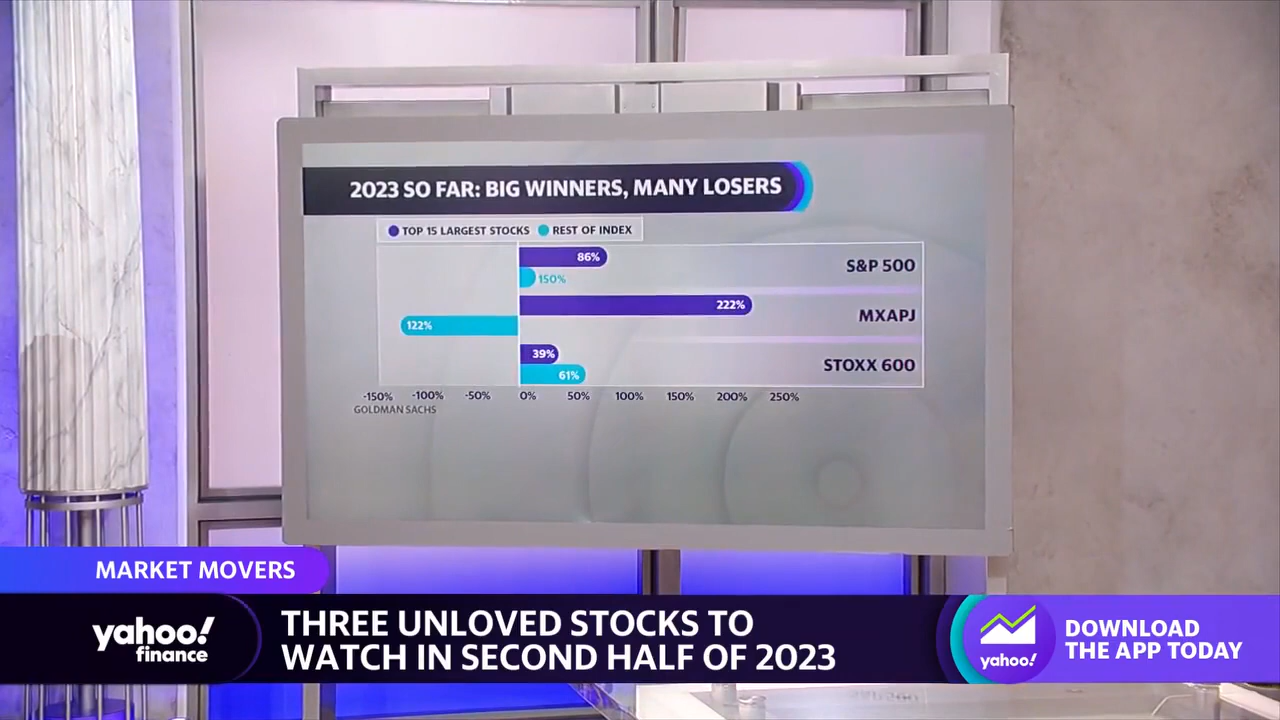 2023 SO FAR: BIG WINNERS, MANY LOSERS
TOP 15 LARGEST STOCKS REST OF INDEX
86%
S&P 500
150%
222%
MXAPJ
122%
39%
STOXX 600
61%
-150% -100% -50% 0% 50% 100% 150% 200% 250%
GOLDMAN SACHS
MARKET MOVERS
yahoo!
finance
THREE UNLOVED STOCKS TO
WATCH IN SECOND HALF OF 2023
yahoo!
DOWNLOAD
THE APP TODAY